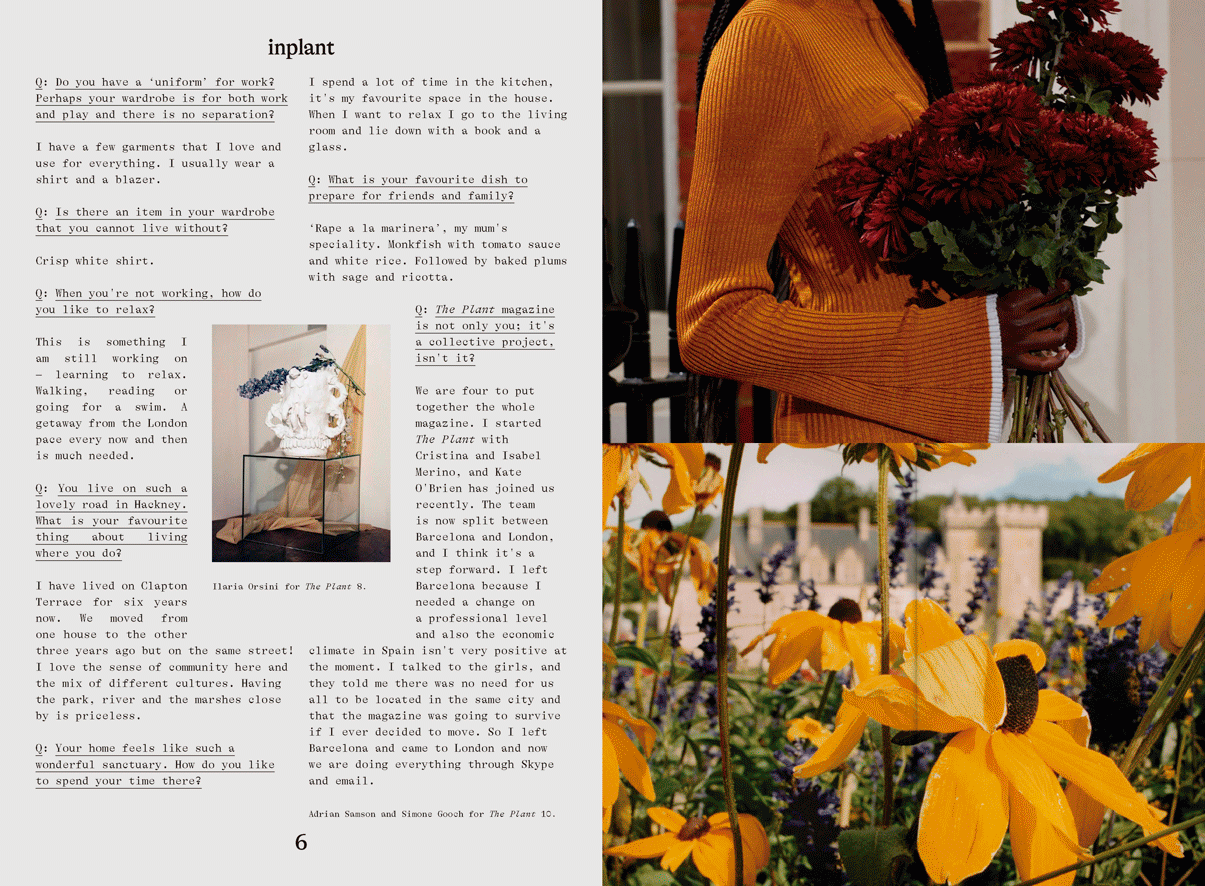 inplant
Q: Do you have a ‘uniform’ for work?
Perhaps your wardrobe is for both work
and play and there is no separation?
I have a few garments that I love and
use for everything. I usually wear a
shirt and a blazer.
Q: Is there an item in your wardrobe
that you cannot live without?
Crisp white shirt.
Q: When you're not working, how do
you like to relax?
This is something I
am still working on
– learning to relax.
Walking, reading or
going for a swim. A
getaway from the London
pace every now and then
is much needed.
Q: You live on such a
lovely road in Hackney.
What is your favourite
thing about living
where you do?
I have lived on Clapton
Terrace for six years
now. We moved from
one house to the other
three years ago but on the same street!
I love the sense of community here and
the mix of different cultures. Having
the park, river and the marshes close
by is priceless.
Q: Your home feels like such a
wonderful sanctuary. How do you like
to spend your time there?
I spend a lot of time in the kitchen,
it's my favourite space in the house.
When I want to relax I go to the living
room and lie down with a book and a
glass.
Q: What is your favourite dish to
prepare for friends and family?
‘Rape a la marinera’, my mum's
speciality. Monkfish with tomato sauce
and white rice. Followed by baked plums
with sage and ricotta.
Q: The Plant magazine
is not only you; it's
a collective project,
isn't it?
We are four to put
together the whole
magazine. I started
The Plant with
Cristina and Isabel
Merino, and Kate
O'Brien has joined us
recently. The team
is now split between
Barcelona and London,
and I think it's a
step forward. I left
Barcelona because I
needed a change on
a professional level
and also the economic
climate in Spain isn't very positive at
the moment. I talked to the girls, and
they told me there was no need for us
all to be located in the same city and
that the magazine was going to survive
if I ever decided to move. So I left
Barcelona and came to London and now
we are doing everything through Skype
and email.
Ilaria Orsini for The Plant 8.
Adrian Samson and Simone Gooch for The Plant 10.
6